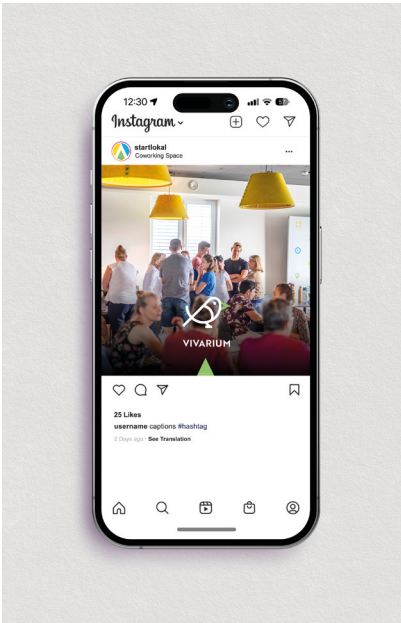 12:30
Instagram
startlokal
Coworking Space
VIVARIUM
25 Likes
username captions #hashtag
2 Days ago · See Translation